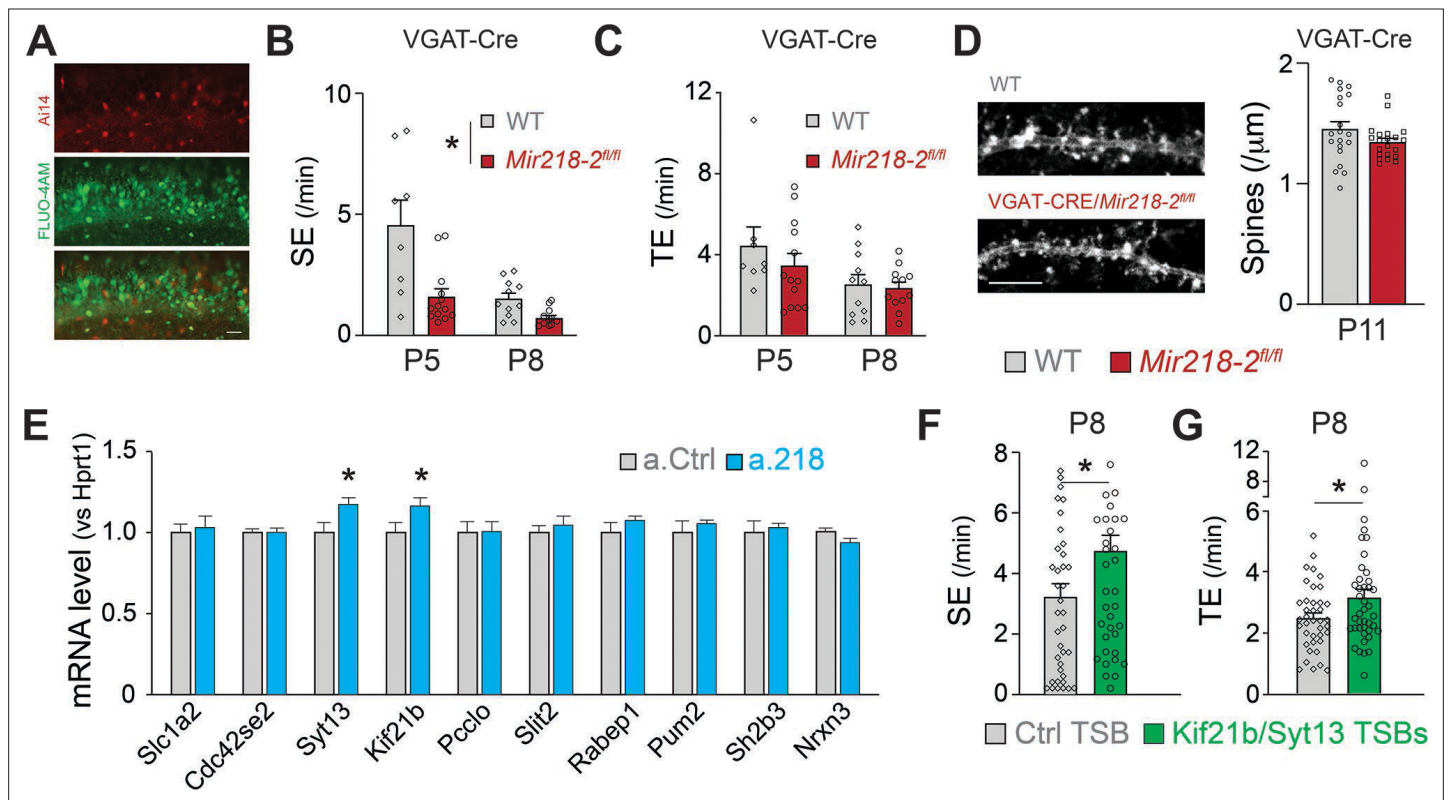 A
Ai14
FLUO-4AM
B
VGAT-Cre
SE (/min)
10
5
0
WT
*
Mir218-2fl/fl
P5
P8
C
VGAT-Cre
TE (/min)
12
8
4
0
WT
Mir218-2fl/fl
P5
P8
D
WT
VGAT-CRE/Mir218-2fl/fl
VGAT-Cre
Spines (/μm)
2
1
0
P11
WT
Mir218-2fl/fl
E
mRNA level (vs Hprt1)
1.5
1.0
0.5
0
a.Ctrl
a.218
*
*
Slc1a2
Cdc42se2
Syt13
Kif21b
Pcclo
Slit2
Rabep1
Pum2
Sh2b3
Nrxn3
F
P8
SE (/min)
8
6
4
2
0
*
G
P8
TE (/min)
12
8
6
4
2
0
*
Ctrl TSB
Kif21b/Syt13 TSBs